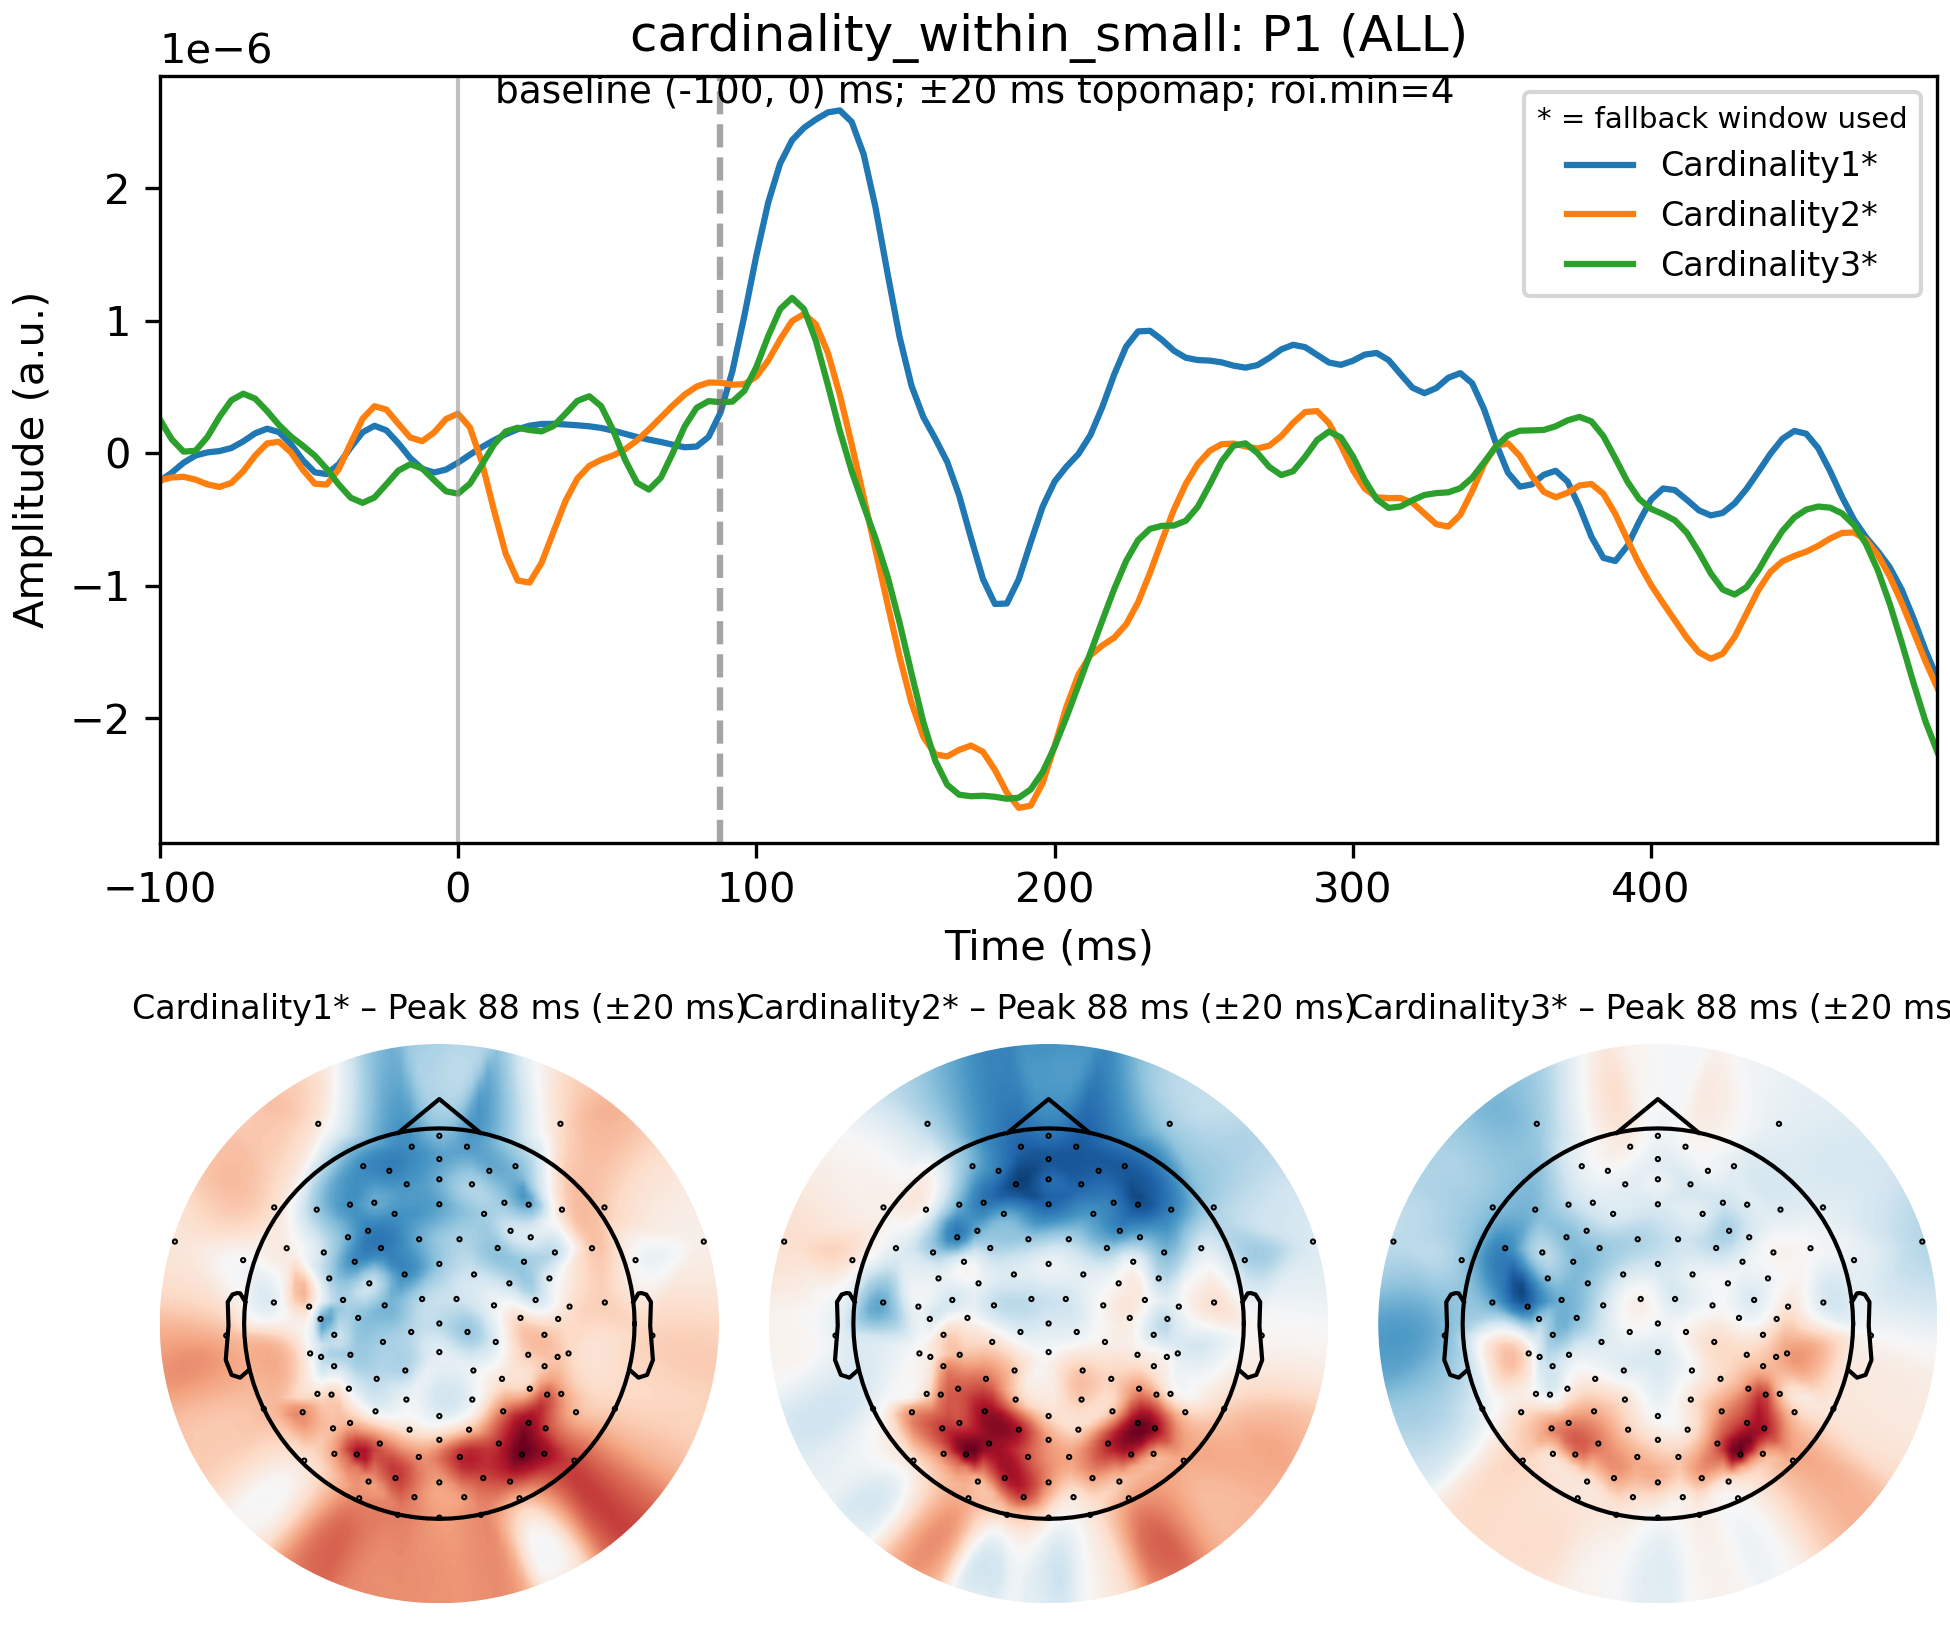 cardinality_within_small: P1 (ALL)
1e−6
baseline (-100, 0) ms; ±20 ms topomap; roi.min=4
* = fallback window used
Cardinality1*
Cardinality2*
Cardinality3*
Amplitude (a.u.)
2
1
0
−1
−2
−100
0
100
200
300
400
Time (ms)
Cardinality1* – Peak 88 ms (±20 ms)
Cardinality2* – Peak 88 ms (±20 ms)
Cardinality3* – Peak 88 ms (±20 ms